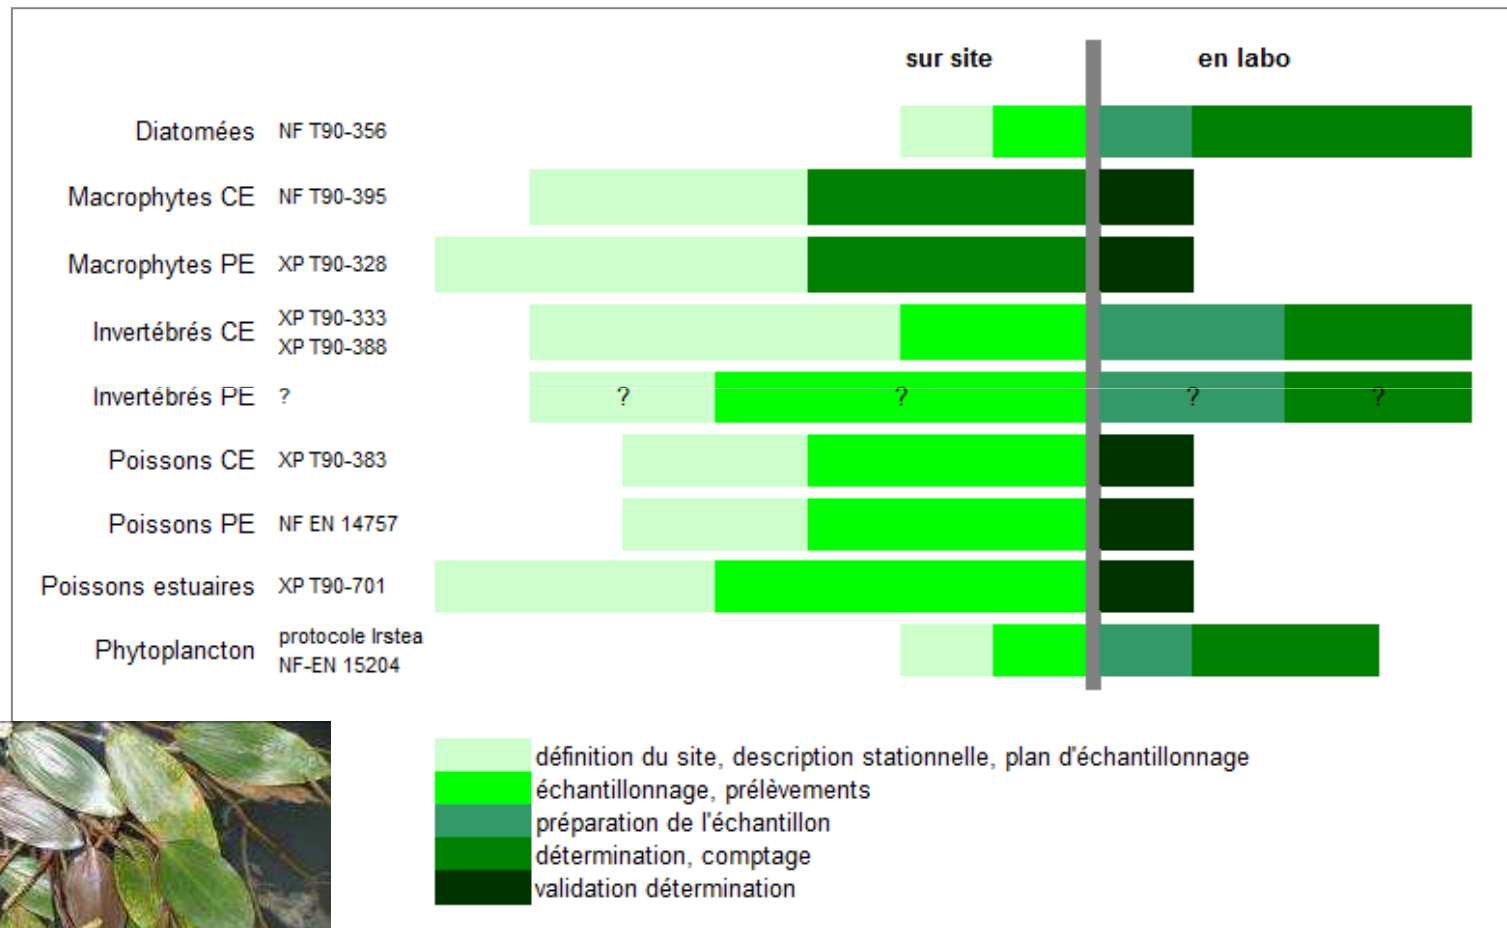 sur site en labo
Diatomées NF T90-356
Macrophytes CE NF T90-395
Macrophytes PE XP T90-328
Invertébrés CE XP T90-333
XP T90-388
Invertébrés PE ? ? ? ? ?
Poissons CE XP T90-383
Poissons PE NF EN 14757
Poissons estuaires XP T90-701
Phytoplancton protocole Irstea
NF-EN 15204
définition du site, description stationnelle, plan d'échantillonnage
échantillonnage, prélèvements
préparation de l'échantillon
détermination, comptage
validation détermination